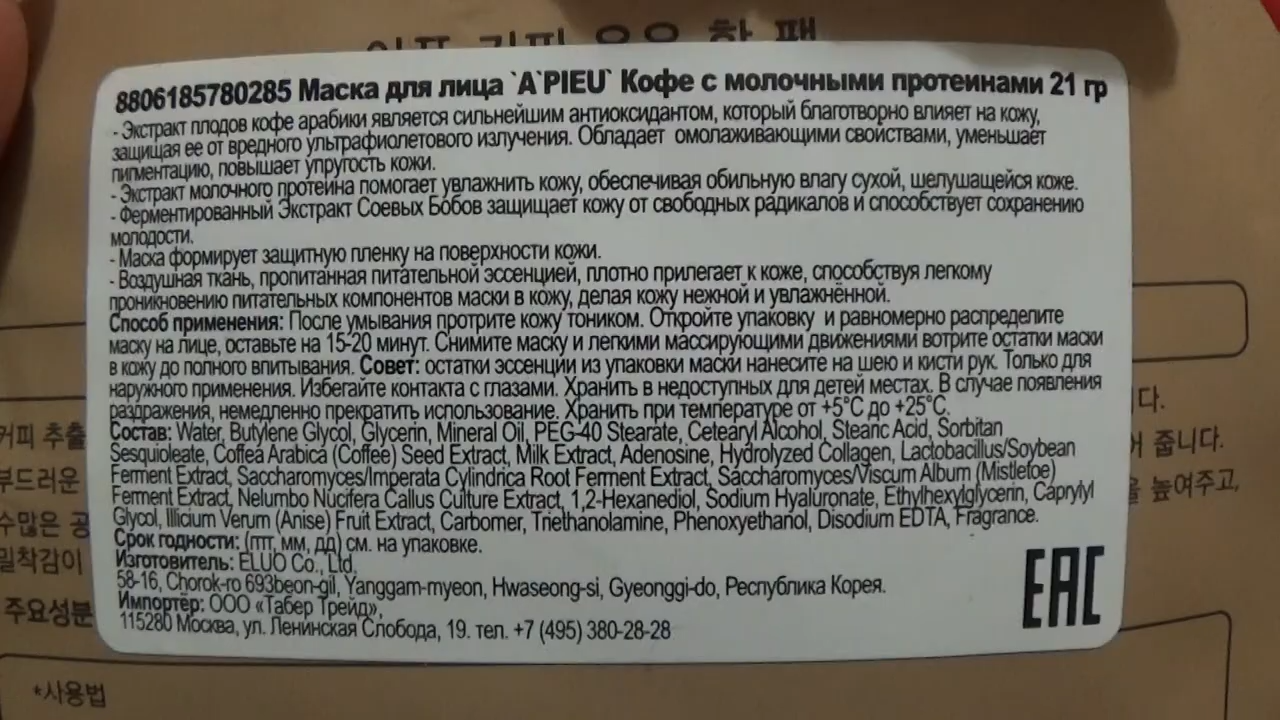 8806185780285 Маска для лица `A`PIEU` Кофе с молочными протеинами 21 гр
- Экстракт плодов кофе арабики является сильнейшим антиоксидантом, который благотворно влияет на кожу,
защищая ее от вредного ультрафиолетового излучения. Обладает омолаживающими свойствами, уменьшает
пигментацию, повышает упругость кожи.
- Экстракт молочного протеина помогает увлажнить кожу, обеспечивая обильную влагу сухой, шелушащейся коже.
- Ферментированный Экстракт Соевых Бобов защищает кожу от свободных радикалов и способствует сохранению
молодости.
- Маска формирует защитную пленку на поверхности кожи.
- Воздушная ткань, пропитанная питательной эссенцией, плотно прилегает к коже, способствуя легкому
проникновению питательных компонентов маски в кожу, делая кожу нежной и увлажнённой.
Способ применения: После умывания протрите кожу тоником. Откройте упаковку и равномерно распределите
маску на лице, оставьте на 15-20 минут. Снимите маску и легкими массирующими движениями вотрите остатки маски
в кожу до полного впитывания. Совет: остатки эссенции из упаковки маски нанесите на шею и кисти рук. Только для
наружного применения. Избегайте контакта с глазами. Хранить в недоступных для детей местах. В случае появления
раздражения, немедленно прекратить использование. Хранить при температуре от +5°C до +25°C.
Состав: Water, Butylene Glycol, Glycerin, Mineral Oil, PEG-40 Stearate, Cetearyl Alcohol, Stearic Acid, Sorbitan
Sesquioleate, Coffea Arabica (Coffee) Seed Extract, Milk Extract, Adenosine, Hydrolyzed Collagen, Lactobacillus/Soybean
Ferment Extract, Saccharomyces/Imperata Cylindrica Root Ferment Extract, Saccharomyces/Viscum Album (Mistletoe)
Ferment Extract, Nelumbo Nucifera Callus Culture Extract, 1,2-Hexanediol, Sodium Hyaluronate, Ethylhexylglycerin, Caprylyl
Glycol, Illicium Verum (Anise) Fruit Extract, Carbomer, Triethanolamine, Phenoxyethanol, Disodium EDTA, Fragrance.
Срок годности: (гггг, мм, дд) см. на упаковке.
Изготовитель: ELUO Co., Ltd.
58-16, Chorok-ro 693beon-gil, Yanggam-myeon, Hwaseong-si, Gyeonggi-do, Республика Корея.
Импортёр: ООО «Табер Трейд»,
115280 Москва, ул. Ленинская Слобода, 19. тел. +7 (495) 380-28-28
EAC
커피 추출
부드러운
수많은 공
밀착감이
주요성분
니다.
줍니다.
높여주고,
*사용법